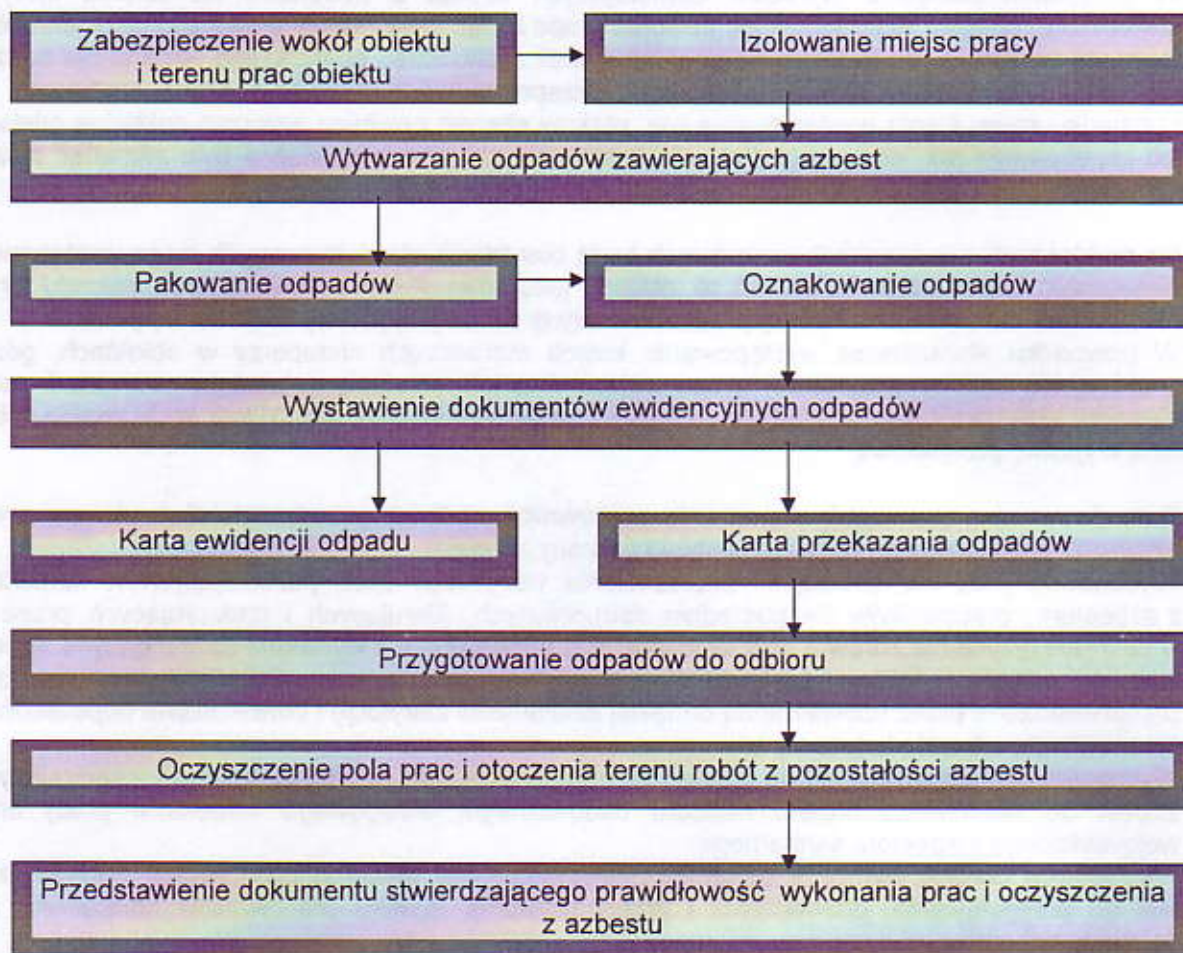 Zabezpieczenie wokół obiektu
i terenu prac obiektu
Izolowanie miejsc pracy
Wytwarzanie odpadów zawierających azbest
Pakowanie odpadów
Oznakowanie odpadów
Wystawienie dokumentów ewidencyjnych odpadów
Karta ewidencji odpadu
Karta przekazania odpadów
Przygotowanie odpadów do odbioru
Oczyszczenie pola prac i otoczenia terenu robót z pozostałości azbestu
Przedstawienie dokumentu stwierdzającego prawidłowość wykonania prac i oczyszczenia
z azbestu